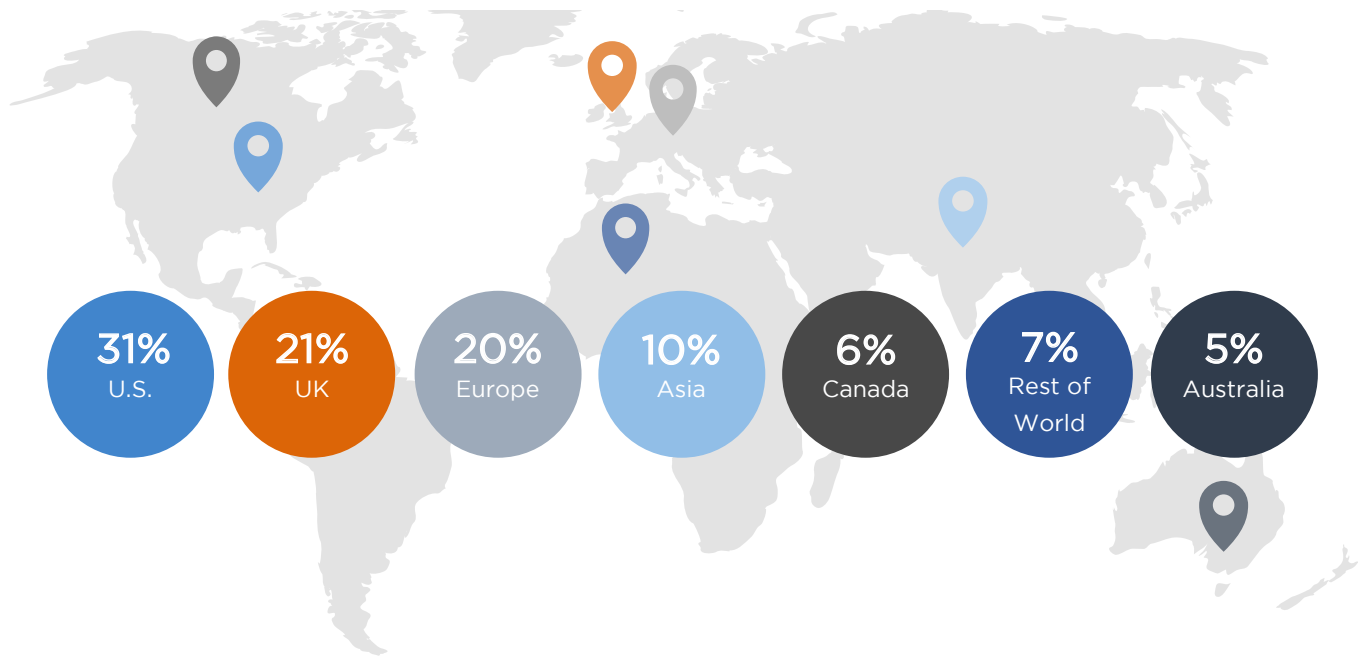 31%
U.S.
21%
UK
20%
Europe
10%
Asia
6%
Canada
7%
Rest of
World
5%
Australia